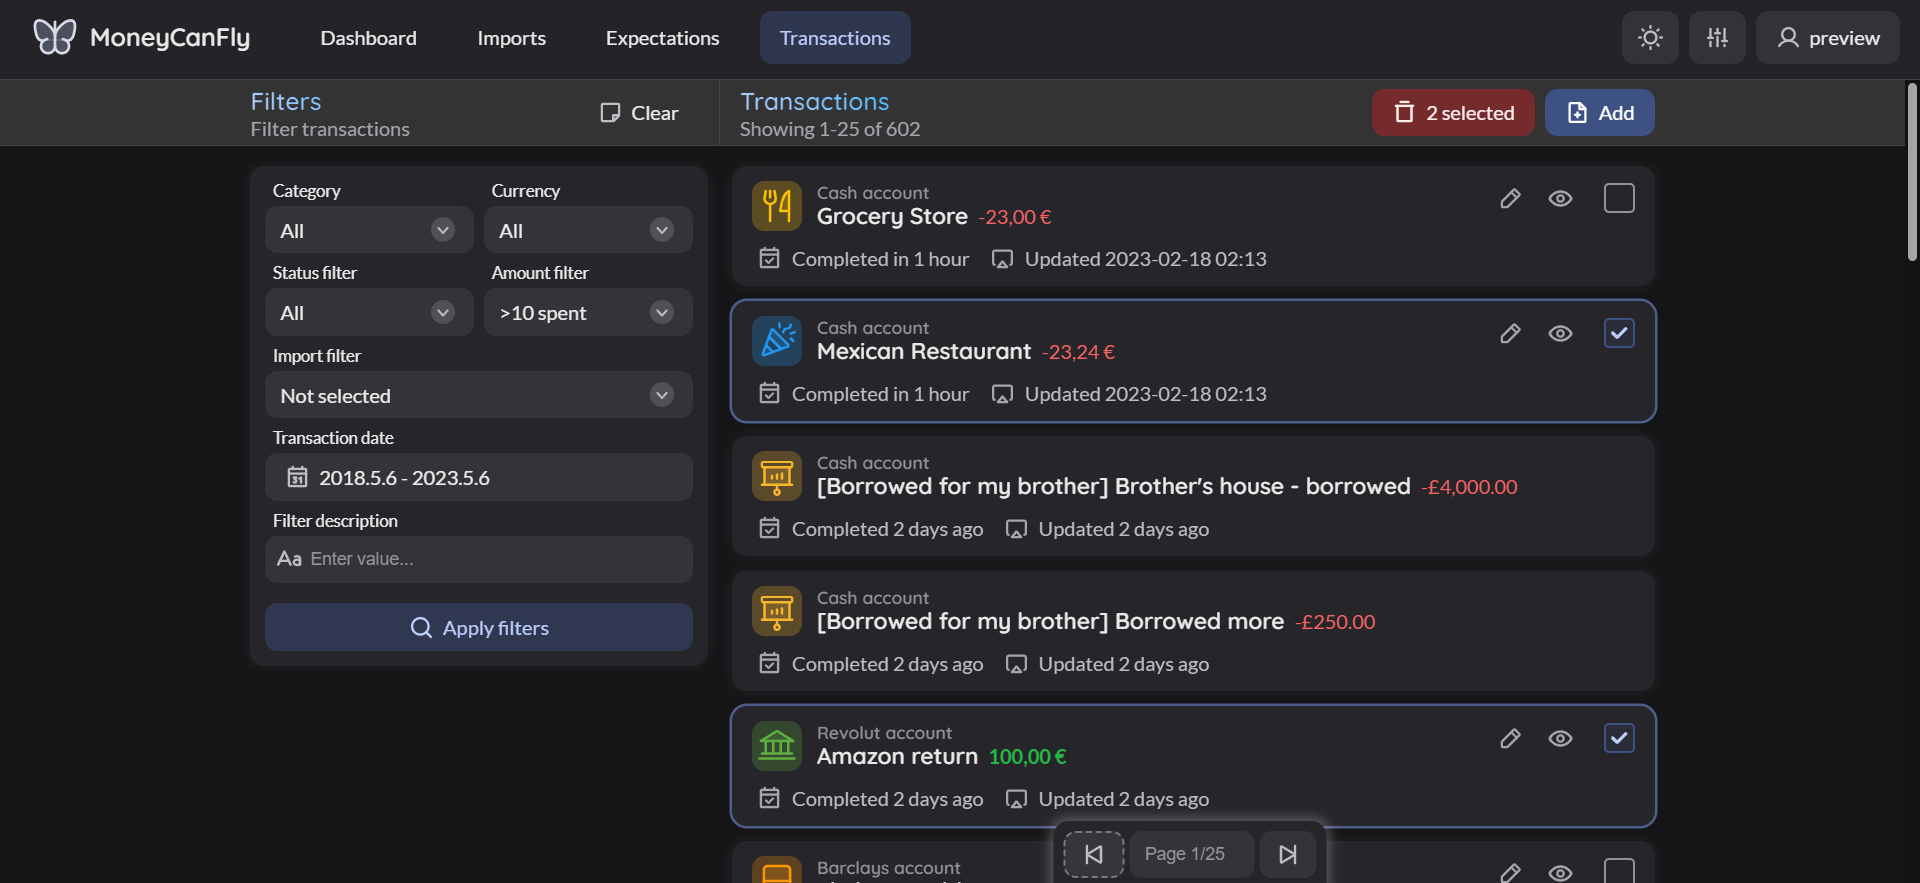 MoneyCanFly
Dashboard
Imports
Expectations
Transactions
preview
Filters
Filter transactions
Clear
Transactions
Showing 1-25 of 602
2 selected
Add
Category
Currency
All
All
Status filter
Amount filter
All
>10 spent
Import filter
Not selected
Transaction date
31
2018.5.6 - 2023.5.6
Filter description
Aa Enter value...
Apply filters
Cash account
Grocery Store -23,00 €
Completed in 1 hour Updated 2023-02-18 02:13
Cash account
Mexican Restaurant -23,24 €
Completed in 1 hour Updated 2023-02-18 02:13
Cash account
[Borrowed for my brother] Brother's house - borrowed -£4,000.00
Completed 2 days ago Updated 2 days ago
Cash account
[Borrowed for my brother] Borrowed more -£250.00
Completed 2 days ago Updated 2 days ago
Revolut account
Amazon return 100,00 €
Completed 2 days ago Updated 2 days ago
Barclays account
Page 1/25